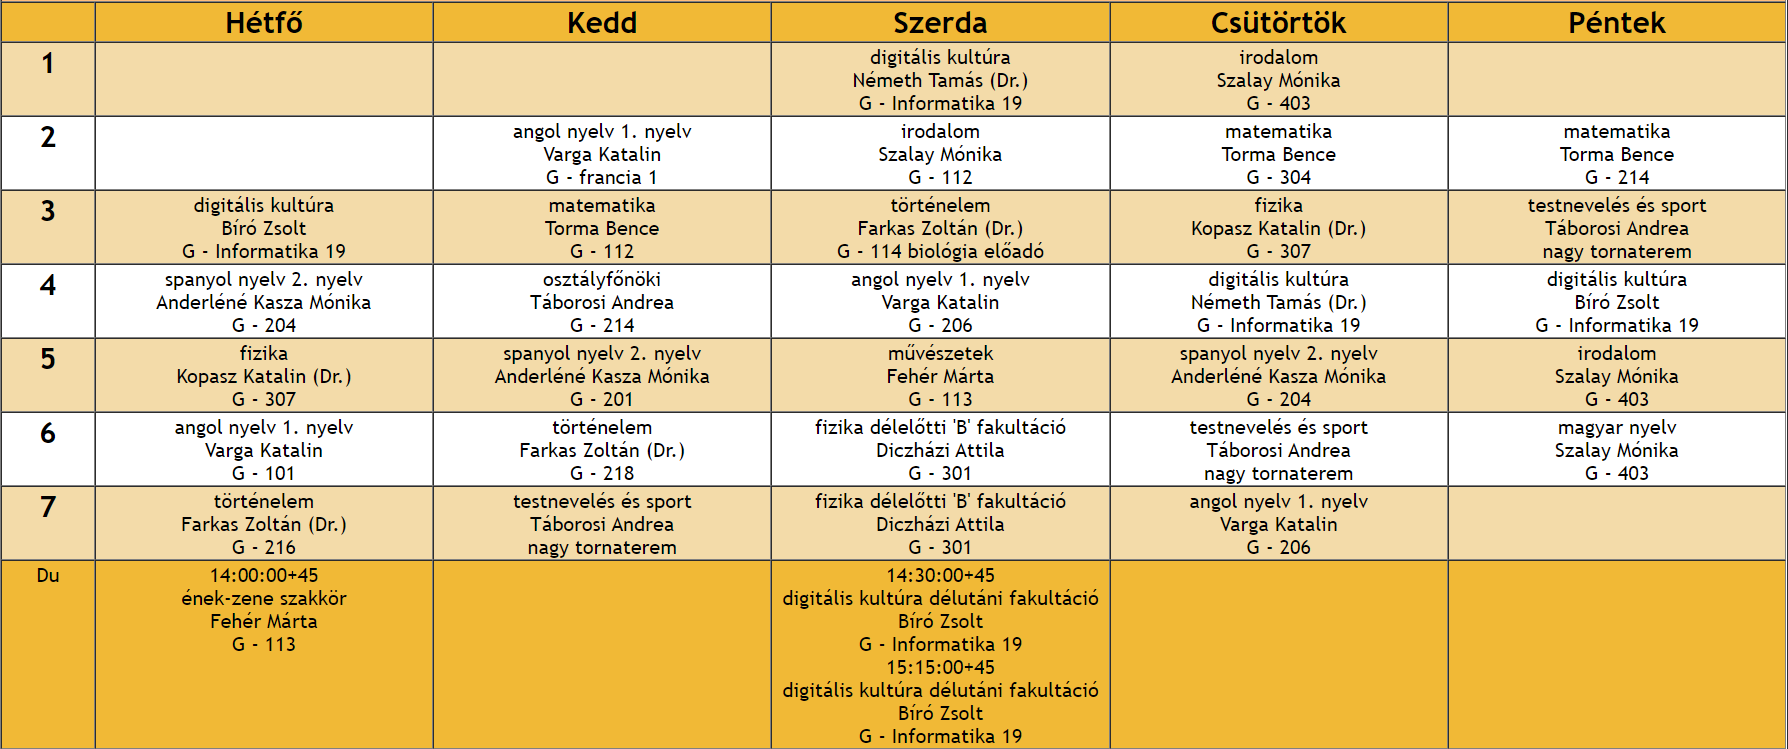 Hétfő Kedd Szerda Csütörtök Péntek
1
digitális kultúra
Németh Tamás (Dr.)
G - Informatika 19
irodalom
Szalay Mónika
G - 403
2
angol nyelv 1. nyelv
Varga Katalin
G - francia 1
irodalom
Szalay Mónika
G - 112
matematika
Torma Bence
G - 304
matematika
Torma Bence
G - 214
3
digitális kultúra
Bíró Zsolt
G - Informatika 19
matematika
Torma Bence
G - 112
történelem
Farkas Zoltán (Dr.)
G - 114 biológia előadó
fizika
Kopasz Katalin (Dr.)
G - 307
testnevelés és sport
Táborosi Andrea
nagy tornaterem
4
spanyol nyelv 2. nyelv
Anderléné Kasza Mónika
G - 204
osztályfőnöki
Táborosi Andrea
G - 214
angol nyelv 1. nyelv
Varga Katalin
G - 206
digitális kultúra
Németh Tamás (Dr.)
G - Informatika 19
digitális kultúra
Bíró Zsolt
G - Informatika 19
5
fizika
Kopasz Katalin (Dr.)
G - 307
spanyol nyelv 2. nyelv
Anderléné Kasza Mónika
G - 201
művészetek
Fehér Márta
G - 113
spanyol nyelv 2. nyelv
Anderléné Kasza Mónika
G - 204
irodalom
Szalay Mónika
G - 403
6
angol nyelv 1. nyelv
Varga Katalin
G - 101
történelem
Farkas Zoltán (Dr.)
G - 218
fizika délelőtti 'B' fakultáció
Diczházi Attila
G - 301
testnevelés és sport
Táborosi Andrea
nagy tornaterem
magyar nyelv
Szalay Mónika
G - 403
7
történelem
Farkas Zoltán (Dr.)
G - 216
testnevelés és sport
Táborosi Andrea
nagy tornaterem
fizika délelőtti 'B' fakultáció
Diczházi Attila
G - 301
angol nyelv 1. nyelv
Varga Katalin
G - 206
Du
14:00:00+45
ének-zene szakkör
Fehér Márta
G - 113
14:30:00+45
digitális kultúra délutáni fakultáció
Bíró Zsolt
G - Informatika 19
15:15:00+45
digitális kultúra délutáni fakultáció
Bíró Zsolt
G - Informatika 19